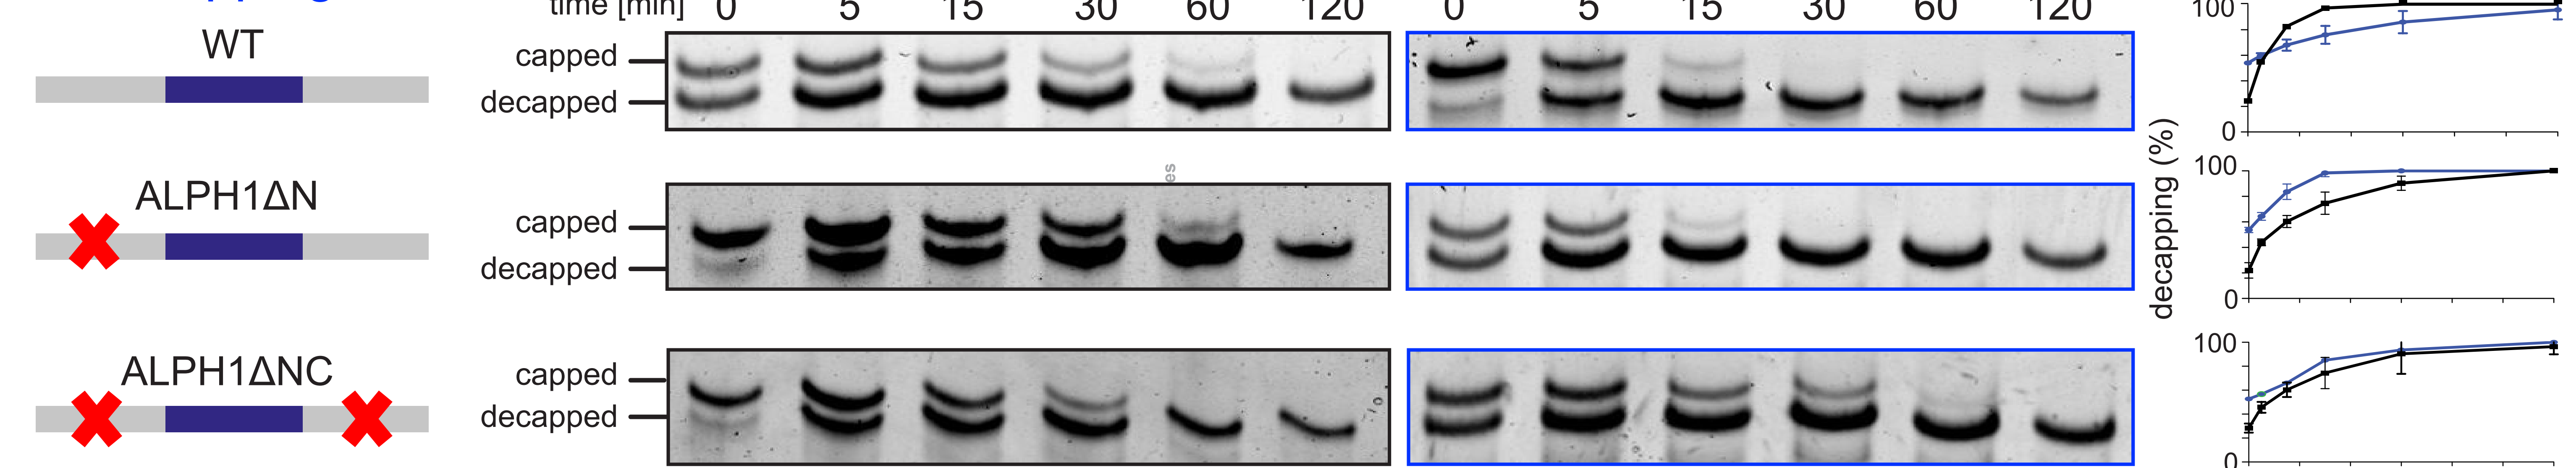 time [min] 0 5 15 30 60 120 0 5 15 30 60 120
WT
capped
decapped
100
0
es
ALPH1ΔN
capped
decapped
100
0
decapping (%)
ALPH1ΔNC
capped
decapped
100
0